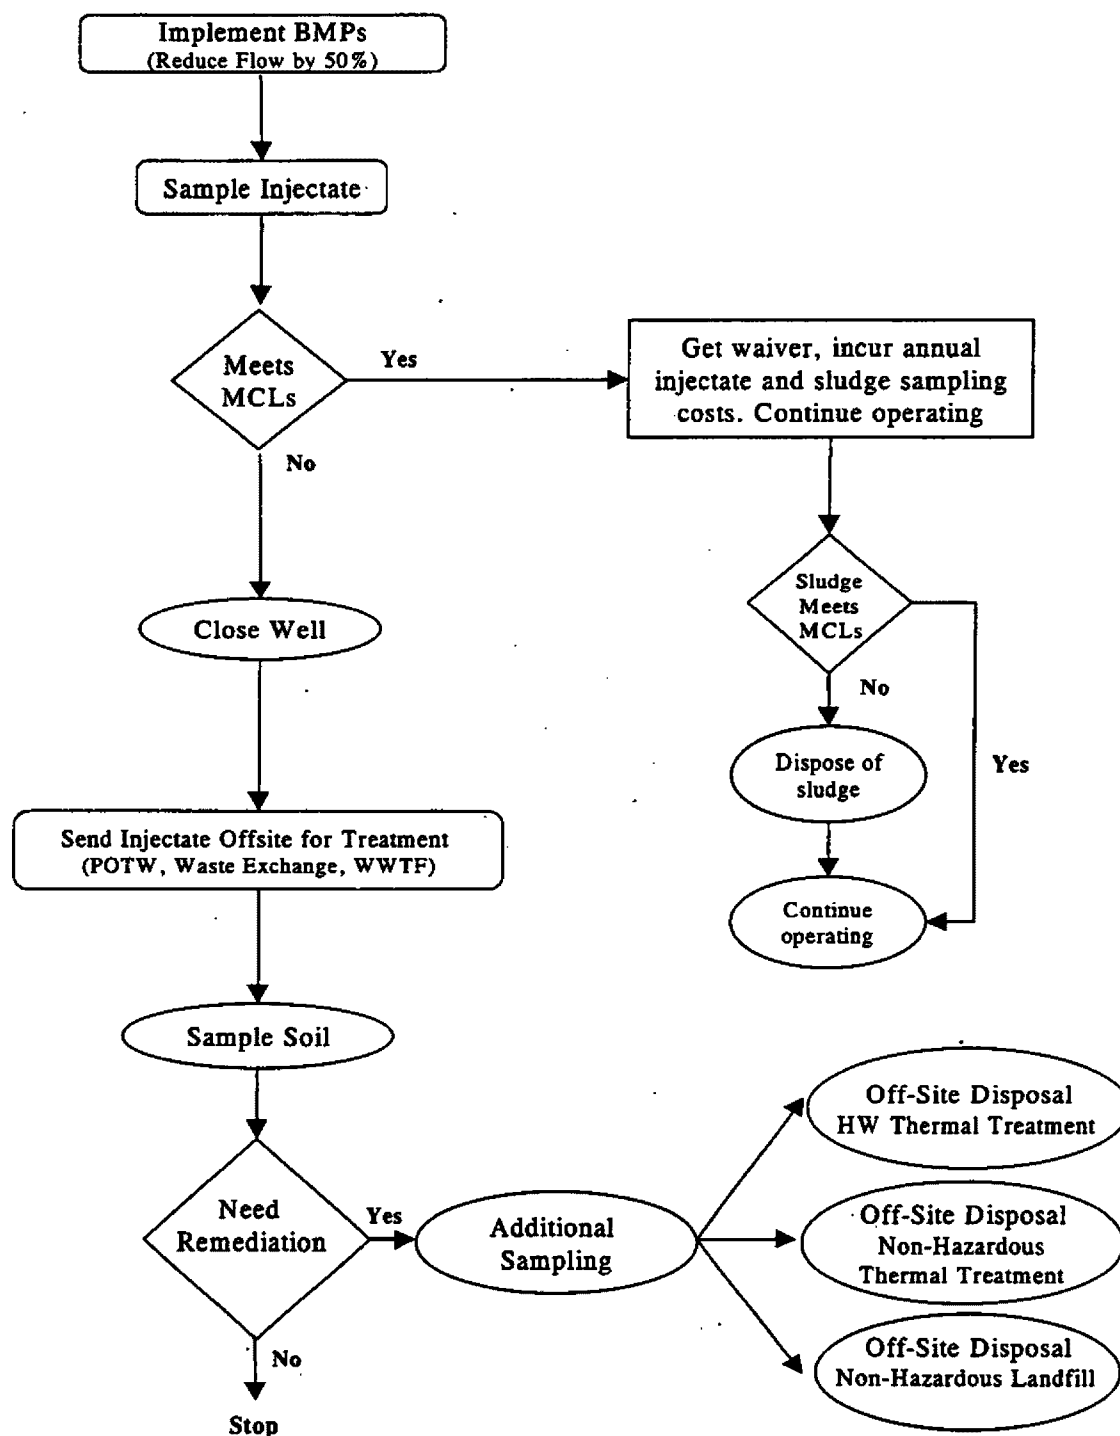 Implement BMPs
(Reduce Flow by 50%)
Sample Injectate
Meets
MCLs
Yes
No
Get waiver, incur annual
injectate and sludge sampling
costs. Continue operating
Sludge
Meets
MCLs
No
Yes
Dispose of
sludge
Continue
operating
Close Well
Send Injectate Offsite for Treatment
(POTW, Waste Exchange, WWTF)
Sample Soil
Need
Remediation
Yes
No
Stop
Additional
Sampling
Off-Site Disposal
HW Thermal Treatment
Off-Site Disposal
Non-Hazardous
Thermal Treatment
Off-Site Disposal
Non-Hazardous Landfill